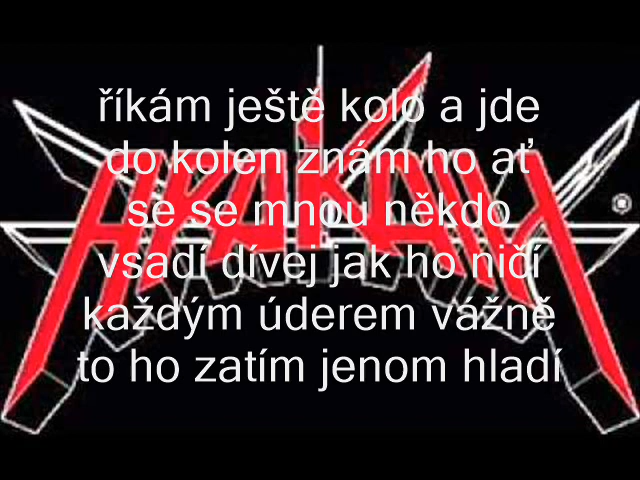 říkám ještě kolo a jde
do kolen znám ho ať
se se mnou někdo
vsadí dívej jak ho ničí
každým úderem vážně
to ho zatím jenom hladí
ARAKAIN
®